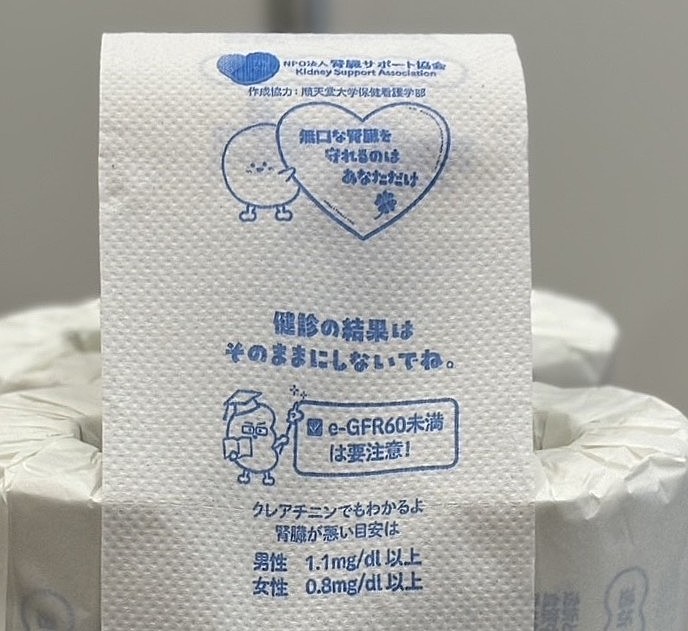 NPO法人 腎臓サポート協会
Kidney Support Association
作成協力：順天堂大学保健看護学部
無口な腎臓を
守れるのは
あなただけ
健診の結果は
そのままにしないでね。
e-GFR60未満
は要注意!
クレアチニンでもわかるよ
腎臓が悪い目安は
男性 1.1mg/dl 以上
女性 0.8mg/dl 以上